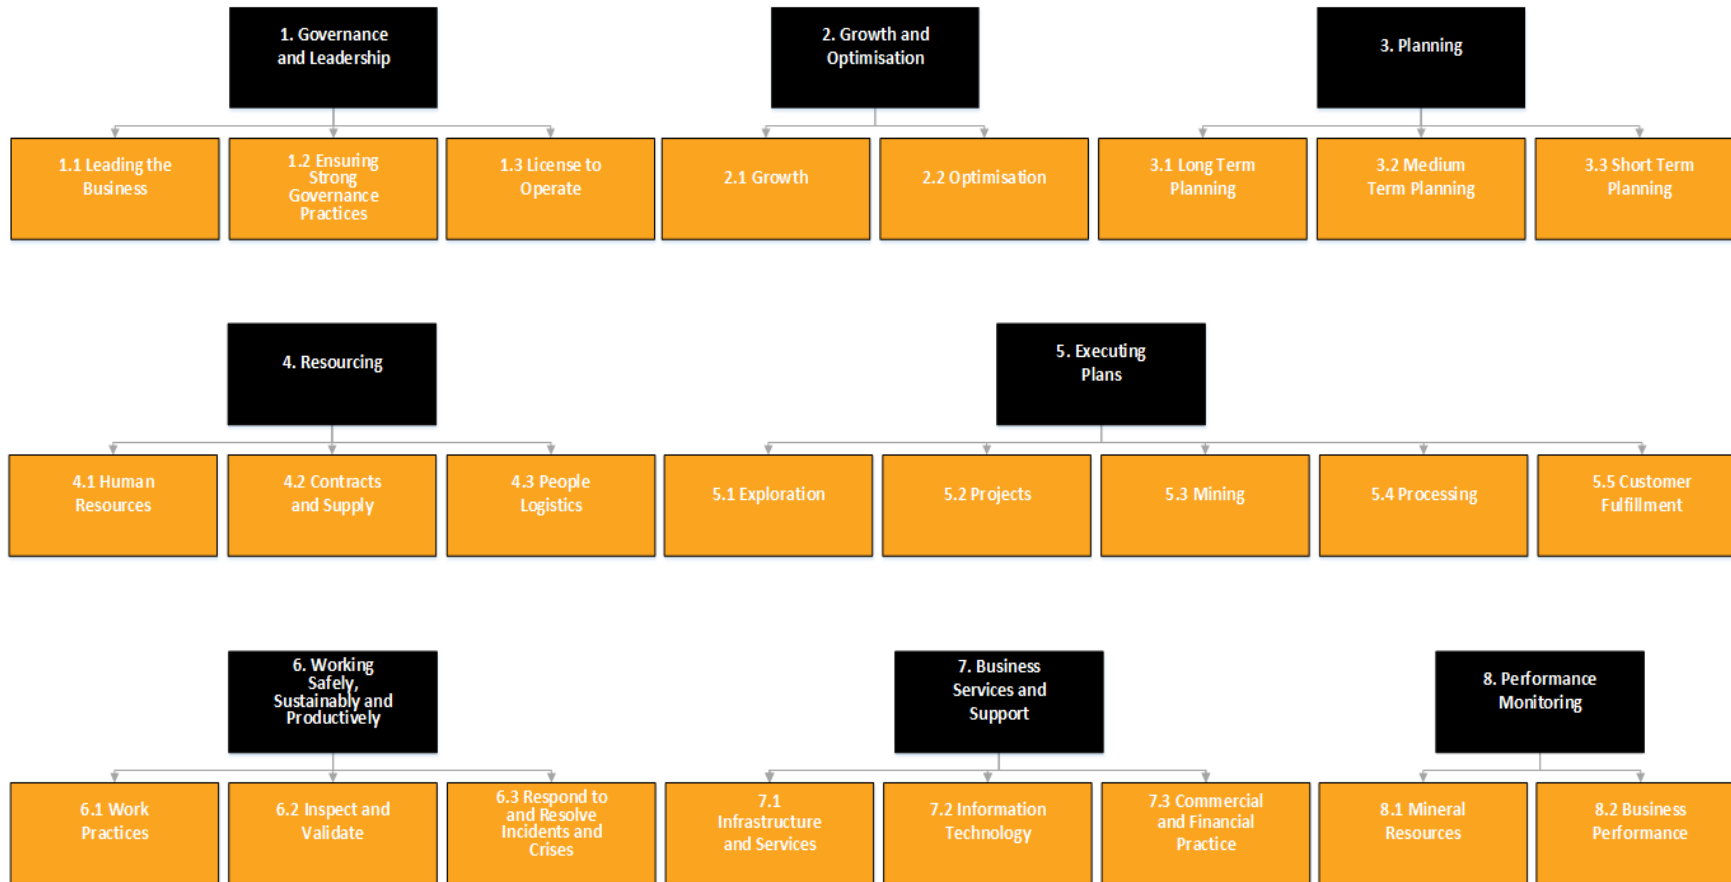 1. Governance
and Leadership
2. Growth and
Optimisation
3. Planning
1.1 Leading the
Business
1.2 Ensuring
Strong
Governance
Practices
1.3 License to
Operate
2.1 Growth
2.2 Optimisation
3.1 Long Term
Planning
3.2 Medium
Term Planning
3.3 Short Term
Planning
4. Resourcing
5. Executing
Plans
4.1 Human
Resources
4.2 Contracts
and Supply
4.3 People
Logistics
5.1 Exploration
5.2 Projects
5.3 Mining
5.4 Processing
5.5 Customer
Fulfillment
6. Working
Safely,
Sustainably and
Productively
7. Business
Services and
Support
8. Performance
Monitoring
6.1 Work
Practices
6.2 Inspect and
Validate
6.3 Respond to
and Resolve
Incidents and
Crises
7.1
Infrastructure
and Services
7.2 Information
Technology
7.3 Commercial
and Financial
Practice
8.1 Mineral
Resources
8.2 Business
Performance